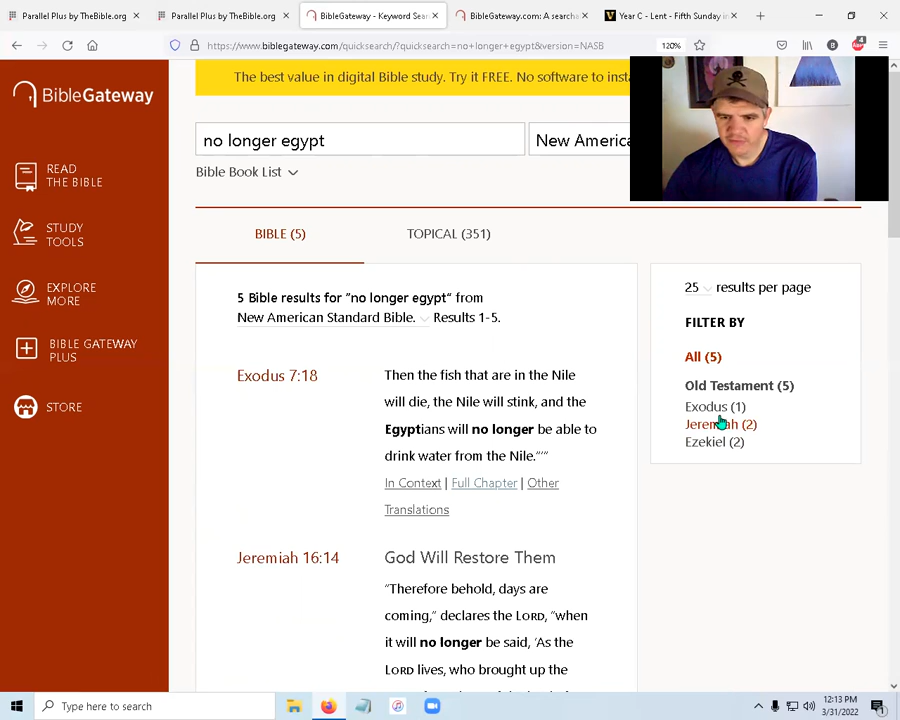 Parallel Plus by TheBible.org
Parallel Plus by TheBible.org
BibleGateway - Keyword Sear
BibleGateway.com: A searcha
Year C - Lent - Fifth Sunday in
https://www.biblegateway.com/quicksearch/?quicksearch=no+longer+egypt&version=NASB
120%
4
BibleGateway
READ
THE BIBLE
STUDY
TOOLS
EXPLORE
MORE
BIBLE GATEWAY
PLUS
STORE
The best value in digital Bible study. Try it FREE. No software to insta
no longer egypt
New America
Bible Book List
BIBLE (5)
TOPICAL (351)
5 Bible results for "no longer egypt" from
New American Standard Bible. Results 1-5.
Exodus 7:18
Then the fish that are in the Nile
will die, the Nile will stink, and the
Egyptians will no longer be able to
drink water from the Nile."'"
In Context | Full Chapter | Other
Translations
Jeremiah 16:14
God Will Restore Them
"Therefore behold, days are
coming," declares the LORD, "when
it will no longer be said, 'As the
LORD lives, who brought up the
25 results per page
FILTER BY
All (5)
Old Testament (5)
Exodus (1)
Jeremiah (2)
Ezekiel (2)
Type here to search
12:13 PM
3/31/2022